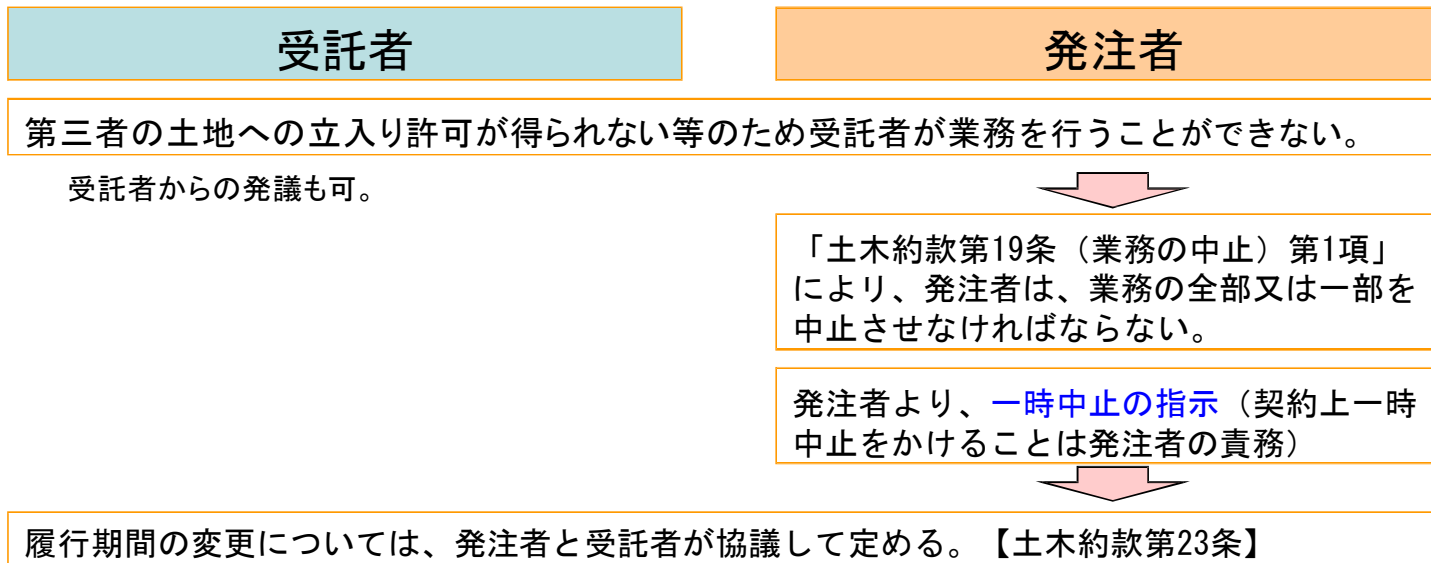 受託者
発注者
第三者の土地への立入り許可が得られない等のため受託者が業務を行うことができない。
受託者からの発議も可。
「土木約款第19条（業務の中止）第1項」
により、発注者は、業務の全部又は一部を
中止させなければならない。
発注者より、一時中止の指示（契約上一時
中止をかけることは発注者の責務）
履行期間の変更については、発注者と受託者が協議して定める。【土木約款第23条】